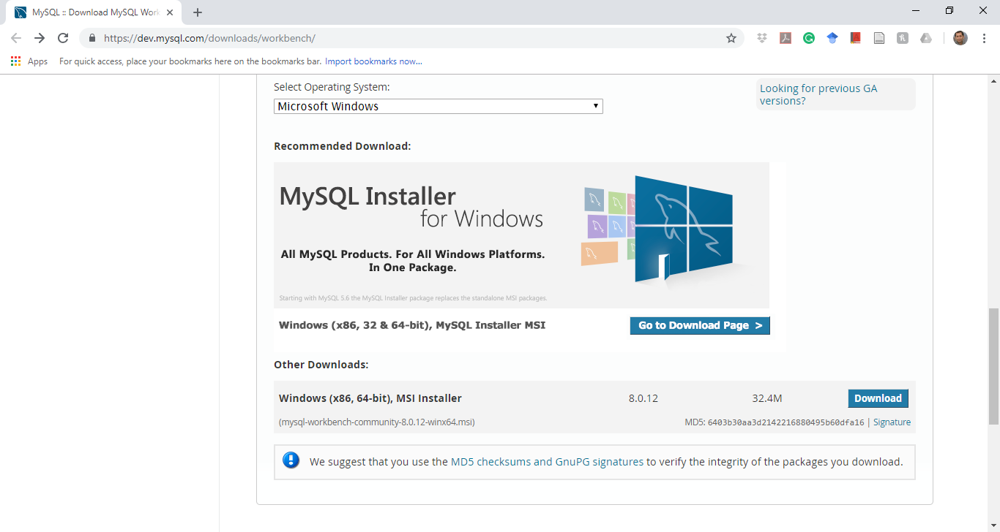 MySQL :: Download MySQL Work
https://dev.mysql.com/downloads/workbench/
Apps For quick access, place your bookmarks here on the bookmarks bar. Import bookmarks now...
Select Operating System:
Microsoft Windows
Looking for previous GA
versions?
Recommended Download:
MySQL Installer
for Windows
All MySQL Products. For All Windows Platforms.
In One Package.
Starting with MySQL 5.6 the MySQL Installer package replaces the standalone MSI packages.
Windows (x86, 32 & 64-bit), MySQL Installer MSI
Go to Download Page >
Other Downloads:
Windows (x86, 64-bit), MSI Installer 8.0.12 32.4M Download
(mysql-workbench-community-8.0.12-winx64.msi) MD5: 6403b30aa3d2142216880495b60dfa16 | Signature
We suggest that you use the MD5 checksums and GnuPG signatures to verify the integrity of the packages you download.